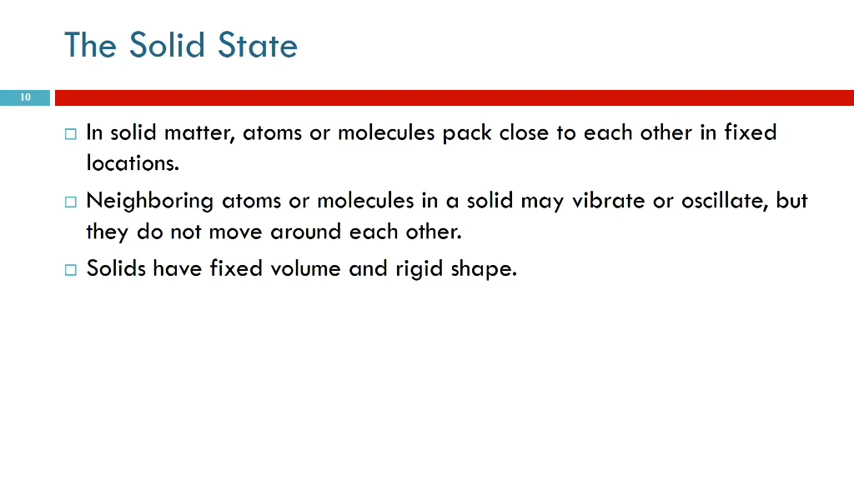 The Solid State
10
In solid matter, atoms or molecules pack close to each other in fixed
locations.
Neighboring atoms or molecules in a solid may vibrate or oscillate, but
they do not move around each other.
Solids have fixed volume and rigid shape.